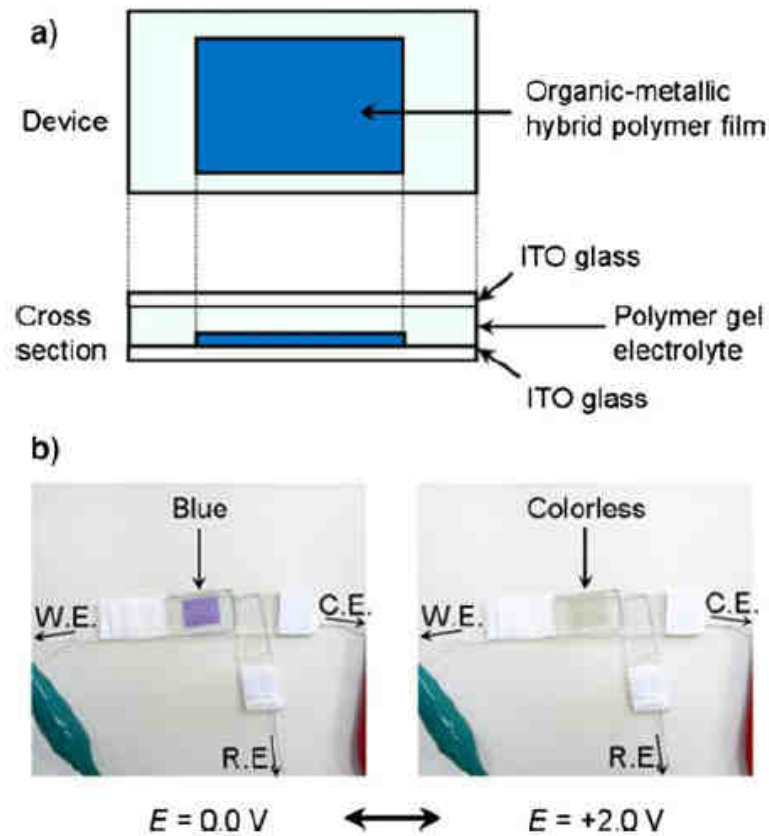 a)
Device
Organic-metallic
hybrid polymer film
ITO glass
Cross
section
Polymer gel
electrolyte
ITO glass
b)
Blue
Colorless
W.E.
C.E.
W.E.
C.E.
R.E.
R.E.
E = 0.0 V
E = +2.0 V